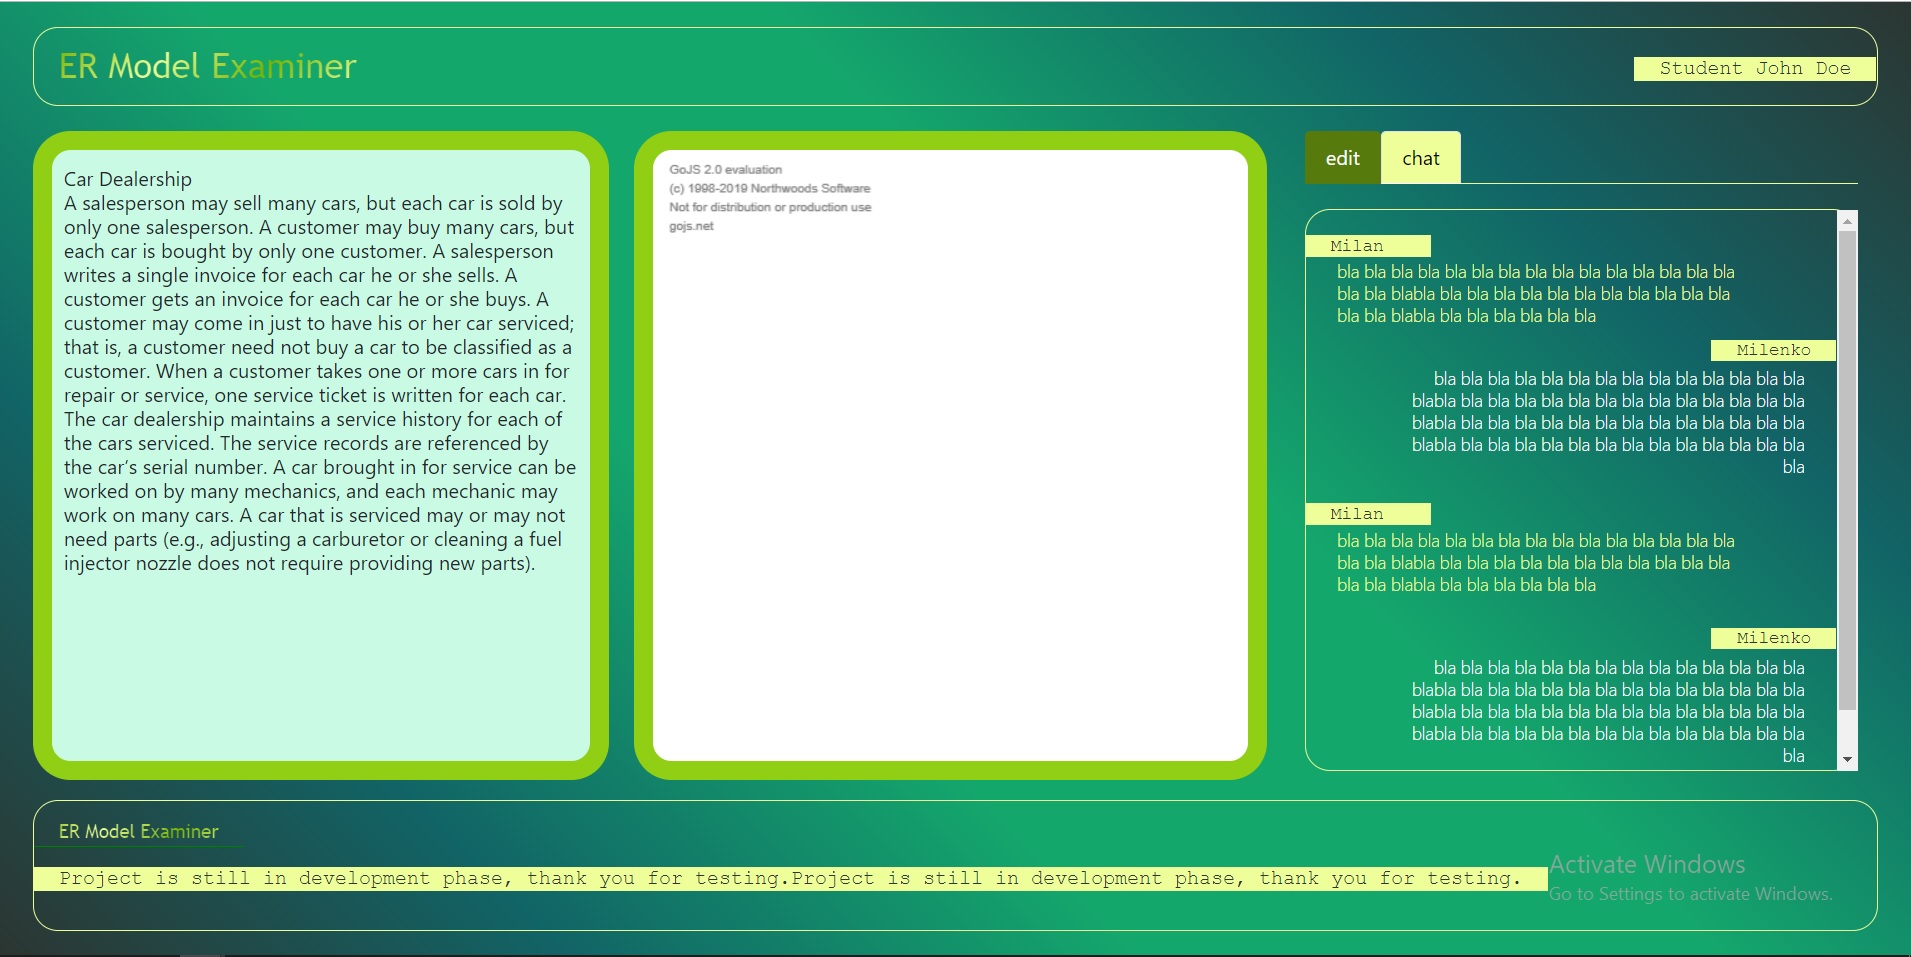 ER Model Examiner
Student John Doe
Car Dealership
A salesperson may sell many cars, but each car is sold by
only one salesperson. A customer may buy many cars, but
each car is bought by only one customer. A salesperson
writes a single invoice for each car he or she sells. A
customer gets an invoice for each car he or she buys. A
customer may come in just to have his or her car serviced;
that is, a customer need not buy a car to be classified as a
customer. When a customer takes one or more cars in for
repair or service, one service ticket is written for each car.
The car dealership maintains a service history for each of
the cars serviced. The service records are referenced by
the car’s serial number. A car brought in for service can be
worked on by many mechanics, and each mechanic may
work on many cars. A car that is serviced may or may not
need parts (e.g., adjusting a carburetor or cleaning a fuel
injector nozzle does not require providing new parts).
GoJS 2.0 evaluation
(c) 1998-2019 Northwoods Software
Not for distribution or production use
gojs.net
edit
chat
Milan
bla bla bla bla bla bla bla bla bla bla bla bla bla bla bla
bla bla blabla bla bla bla bla bla bla bla bla bla bla bla
bla bla blabla bla bla bla bla bla bla
Milenko
bla bla bla bla bla bla bla bla bla bla bla bla bla bla
blabla bla bla bla bla bla bla bla bla bla bla bla bla bla
blabla bla bla bla bla bla bla bla bla bla bla bla bla bla
blabla bla bla bla bla bla bla bla bla bla bla bla bla bla
bla
Milan
bla bla bla bla bla bla bla bla bla bla bla bla bla bla bla
bla bla blabla bla bla bla bla bla bla bla bla bla bla bla
bla bla blabla bla bla bla bla bla bla
Milenko
bla bla bla bla bla bla bla bla bla bla bla bla bla bla
blabla bla bla bla bla bla bla bla bla bla bla bla bla bla
blabla bla bla bla bla bla bla bla bla bla bla bla bla bla
blabla bla bla bla bla bla bla bla bla bla bla bla bla bla
bla
ER Model Examiner
Project is still in development phase, thank you for testing.Project is still in development phase, thank you for testing.
Activate Windows
Go to Settings to activate Windows.